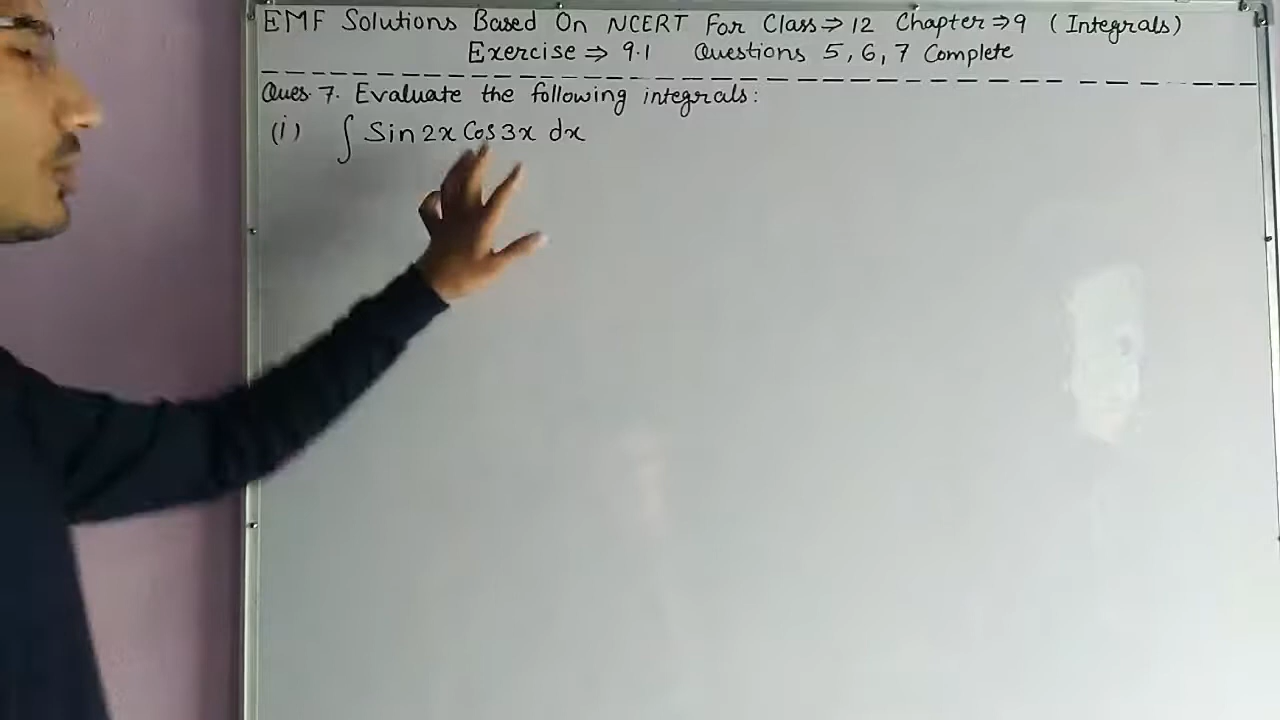 EMF Solutions Based On NCERT For Class⇒12 Chapter⇒9 (Integrals)
Exercise⇒ 9.1 Questions 5, 6, 7 Complete
Ques. 7. Evaluate the following integrals:
(i) ∫ Sin 2x Cos 3x dx